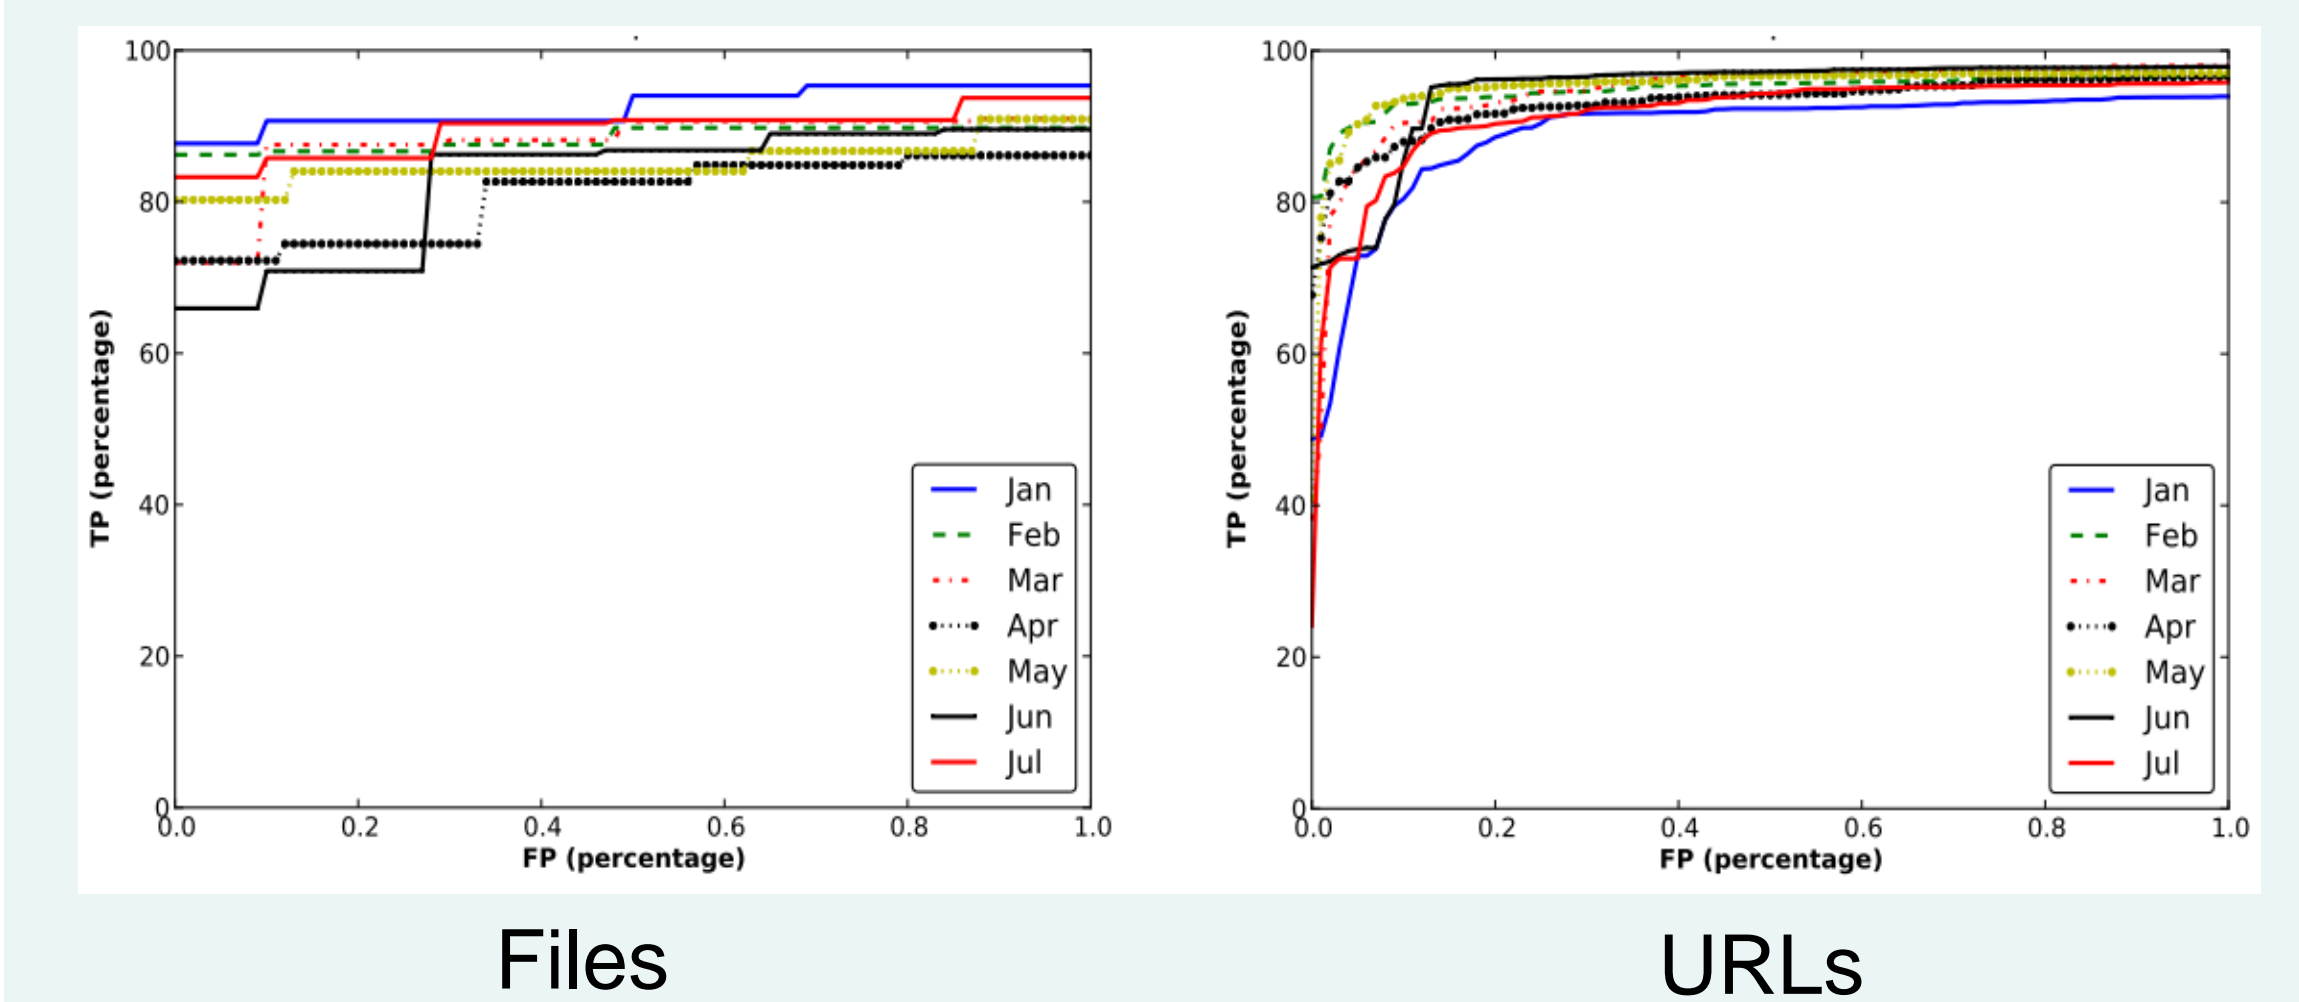 100
80
60
40
20
0
TP (percentage)
0.0 0.2 0.4 0.6 0.8 1.0
FP (percentage)
Jan
Feb
Mar
Apr
May
Jun
Jul
Files
100
80
60
40
20
0
TP (percentage)
0.0 0.2 0.4 0.6 0.8 1.0
FP (percentage)
Jan
Feb
Mar
Apr
May
Jun
Jul
URLs